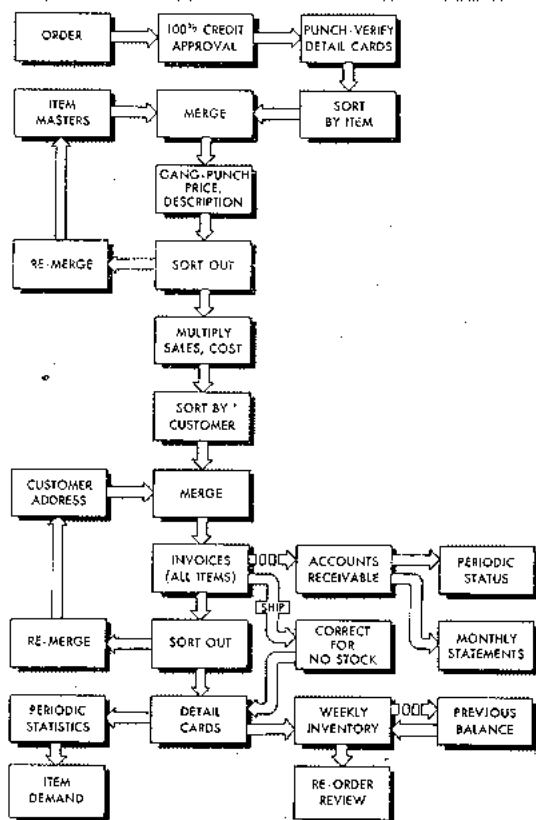 ORDER
100% CREDIT
APPROVAL
PUNCH-VERIFY
DETAIL CARDS
ITEM
MASTERS
MERGE
SORT
BY ITEM
GANG-PUNCH
PRICE,
DESCRIPTION
RE-MERGE
SORT OUT
MULTIPLY
SALES, COST
SORT BY
CUSTOMER
CUSTOMER
ADDRESS
MERGE
INVOICES
(ALL ITEMS)
ACCOUNTS
RECEIVABLE
PERIODIC
STATUS
SHIP
RE-MERGE
SORT OUT
CORRECT
FOR
NO STOCK
MONTHLY
STATEMENTS
PERIODIC
STATISTICS
DETAIL
CARDS
WEEKLY
INVENTORY
PREVIOUS
BALANCE
ITEM
DEMAND
RE-ORDER
REVIEW